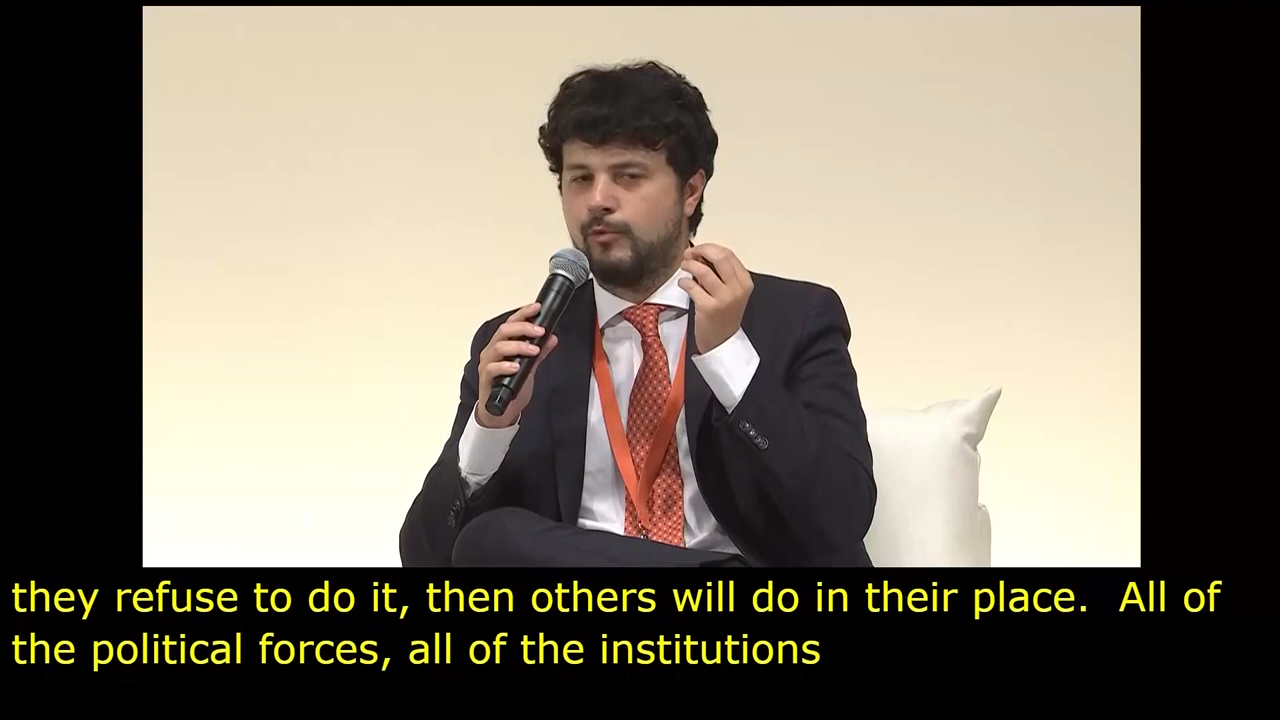 they refuse to do it, then others will do in their place.  All of
the political forces, all of the institutions